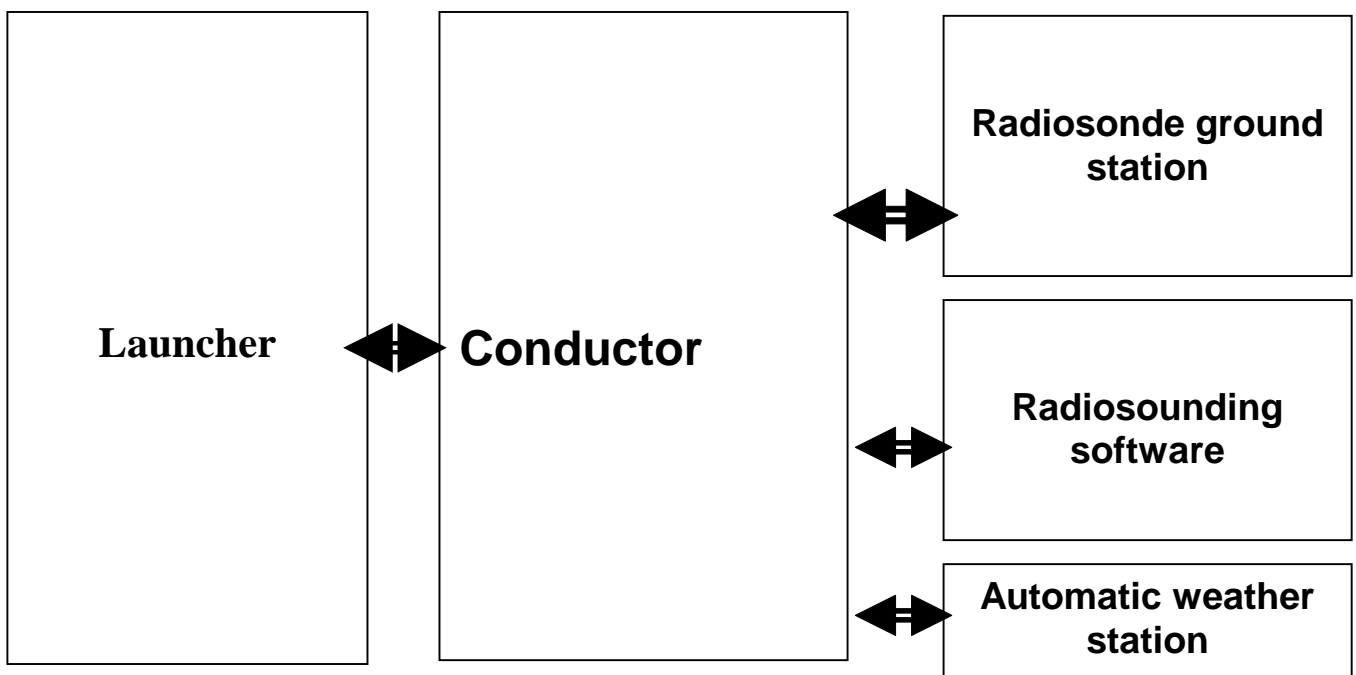 Launcher
Conductor
Radiosonde ground
station
Radiosounding
software
Automatic weather
station